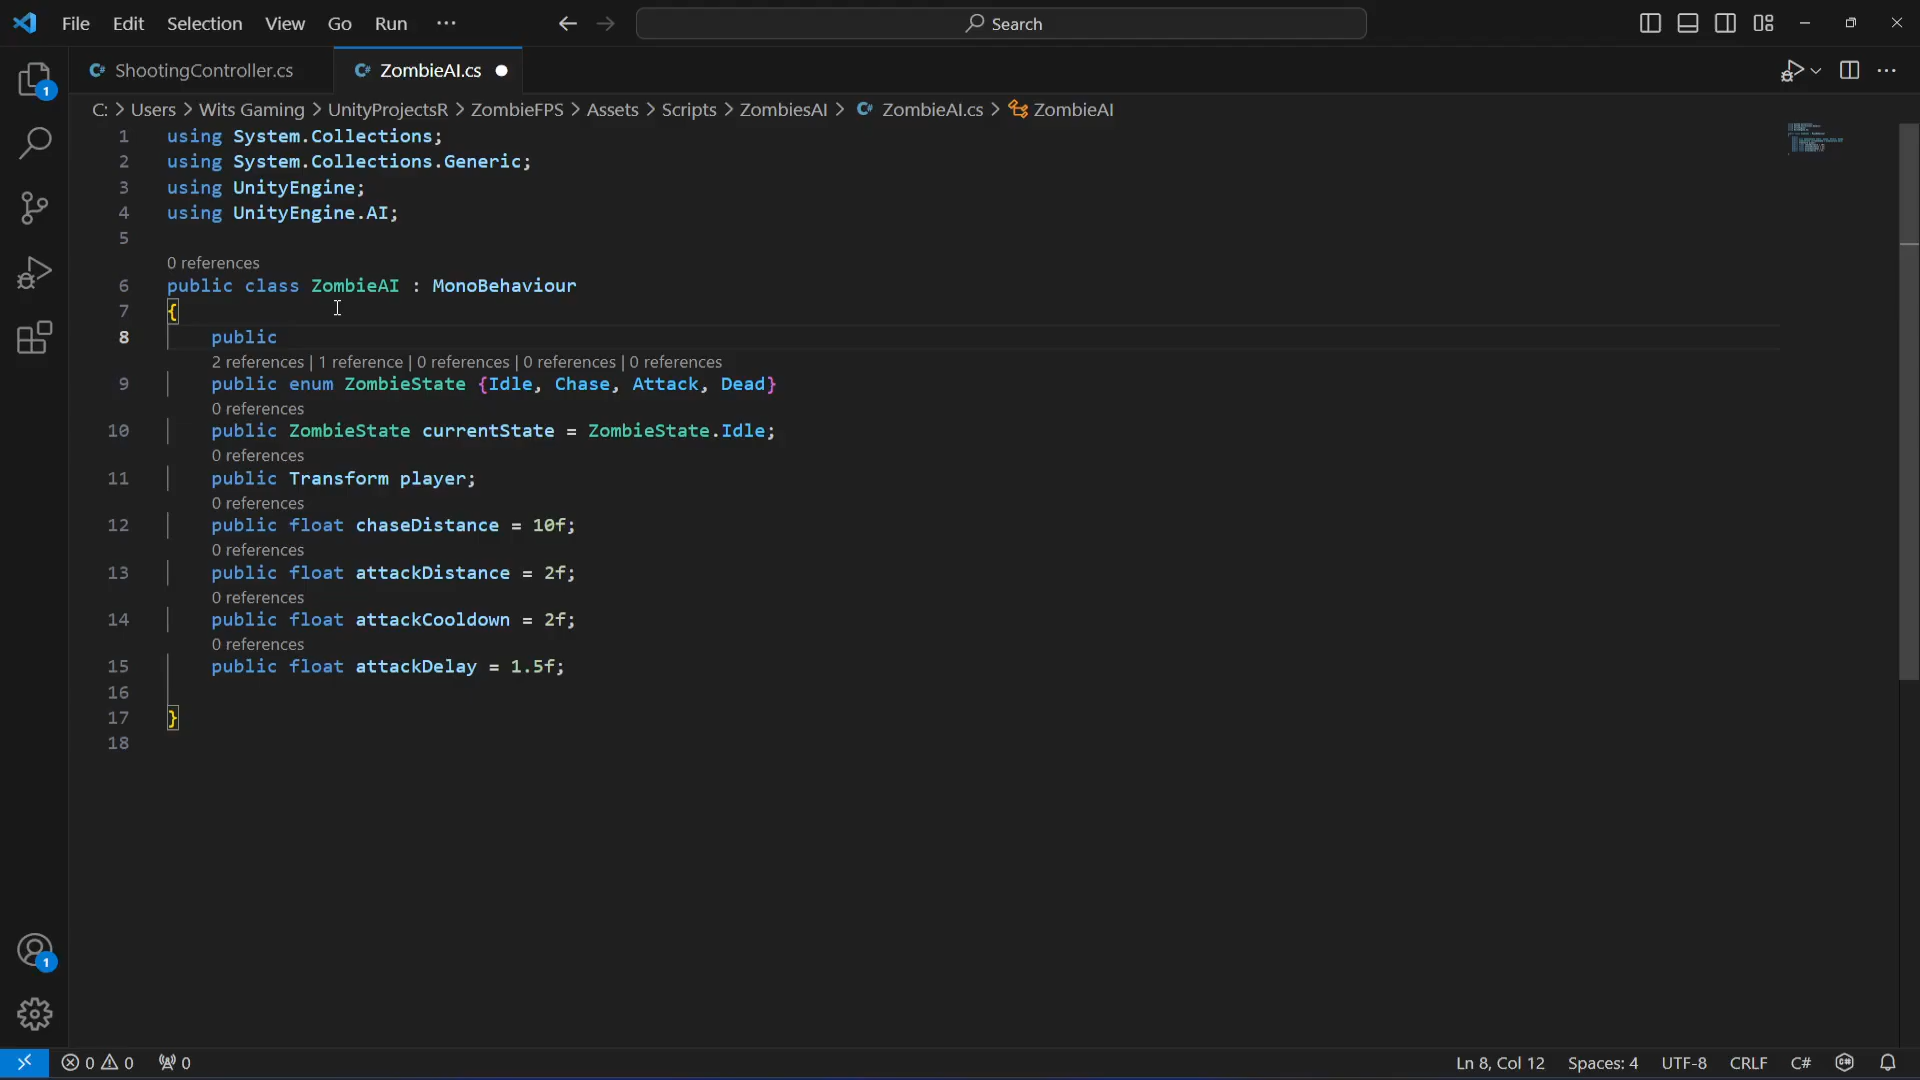 File Edit Selection View Go Run ··· Search
ShootingController.cs ZombieAI.cs
C: > Users > Wits Gaming > UnityProjectsR > ZombieFPS > Assets > Scripts > ZombiesAI > ZombieAI.cs > ZombieAI
1 using System.Collections;
2 using System.Collections.Generic;
3 using UnityEngine;
4 using UnityEngine.AI;
5
0 references
6 public class ZombieAI : MonoBehaviour
7 {
8 public
2 references | 1 reference | 0 references | 0 references | 0 references
9 public enum ZombieState {Idle, Chase, Attack, Dead}
0 references
10 public ZombieState currentState = ZombieState.Idle;
0 references
11 public Transform player;
0 references
12 public float chaseDistance = 10f;
0 references
13 public float attackDistance = 2f;
0 references
14 public float attackCooldown = 2f;
0 references
15 public float attackDelay = 1.5f;
16
17 }
18
1
1
0 0 0 Ln 8, Col 12 Spaces: 4 UTF-8 CRLF C#